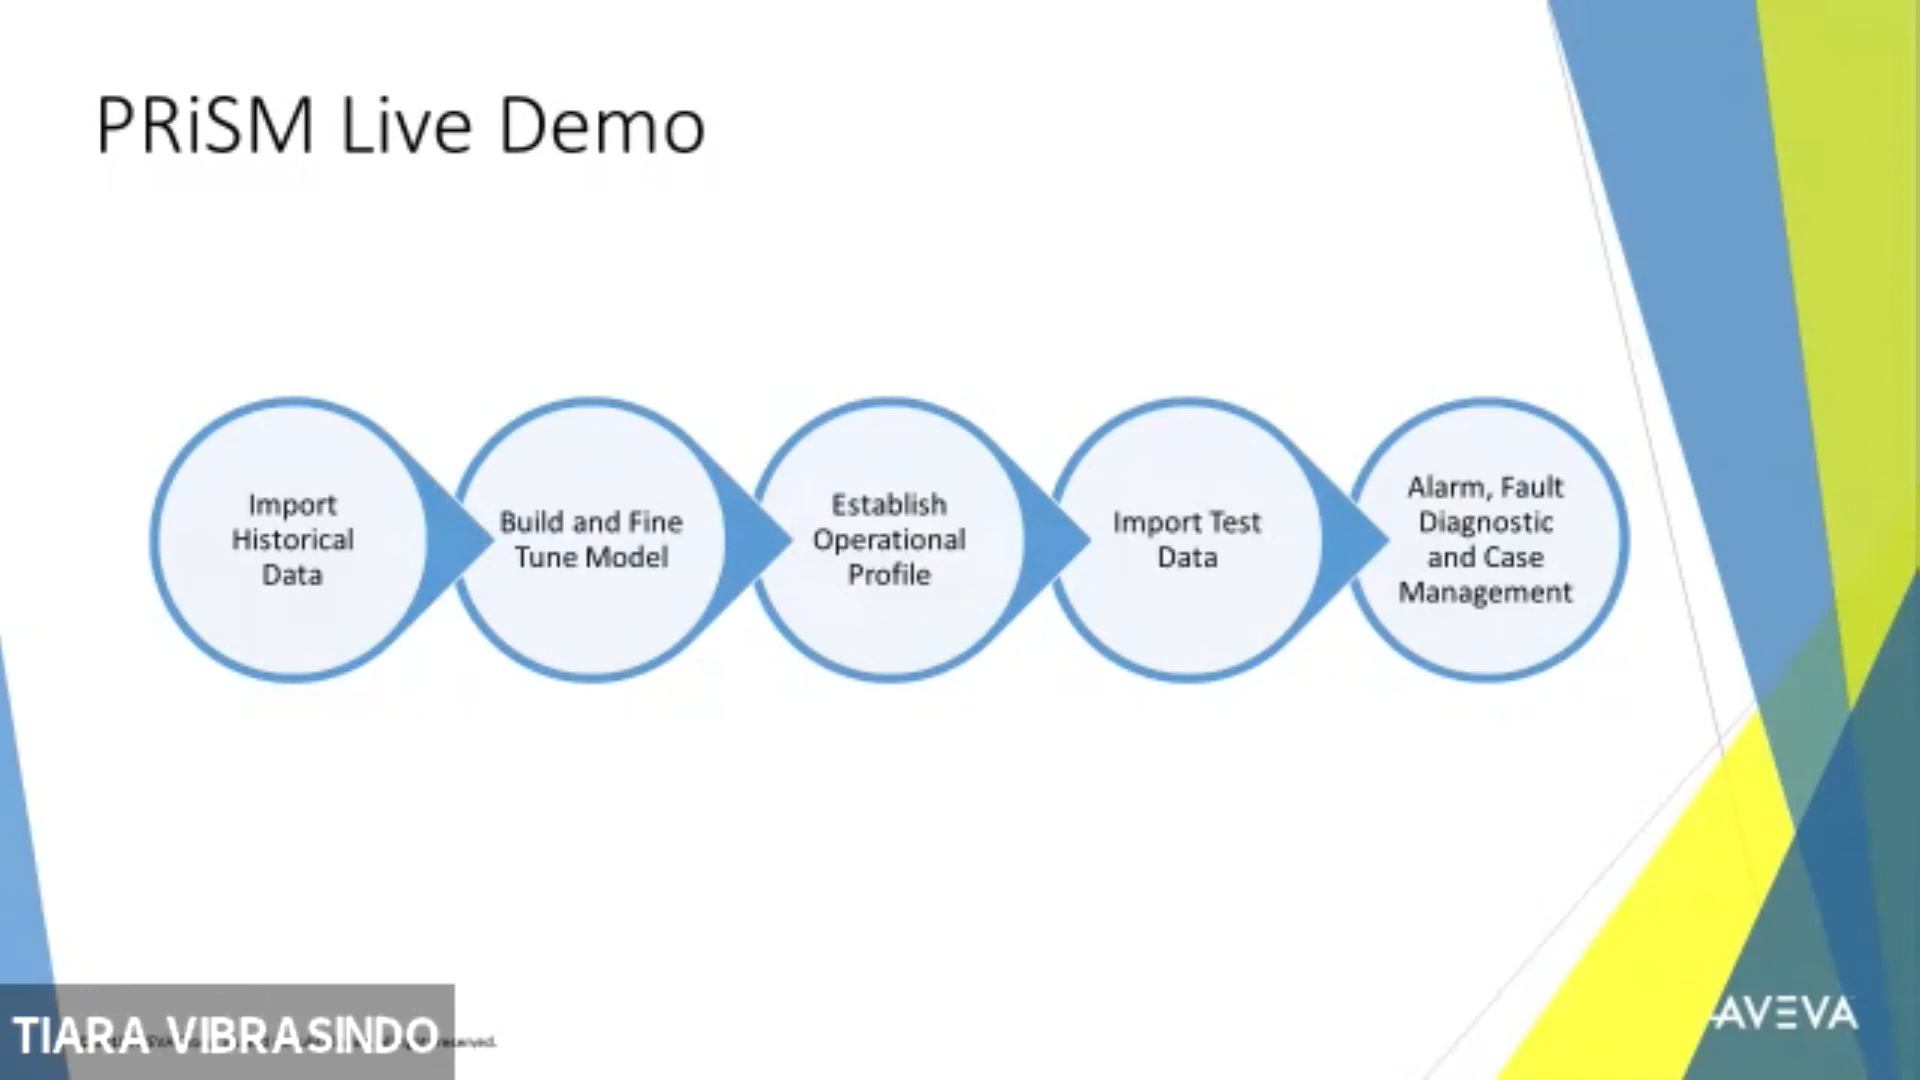 PRiSM Live Demo
Import
Historical
Data
Build and Fine
Tune Model
Establish
Operational
Profile
Import Test
Data
Alarm, Fault
Diagnostic
and Case
Management
TIARA VIBRASINDO
reserved.
AVEVA